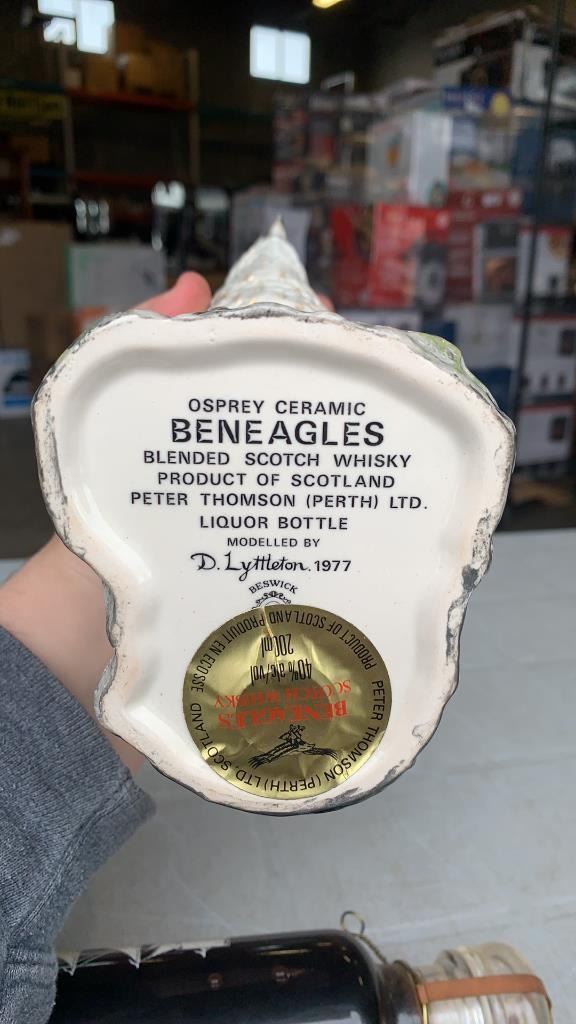 OSPREY CERAMIC
BENEAGLES
BLENDED SCOTCH WHISKY
PRODUCT OF SCOTLAND
PETER THOMSON (PERTH) LTD.
LIQUOR BOTTLE
MODELLED BY
D. Lyttleton. 1977
BESWICK
PETER THOMSON (PERTH) LTD SCOTLAND
PRODUCT OF SCOTLAND PRODUIT EN ECOSSE
BENEAGLES
SCOTCH WHISKY
40% alc/vol
200ml